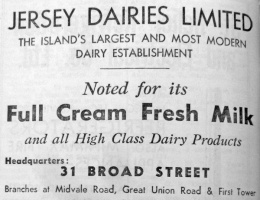 JERSEY DAIRIES LIMITED
THE ISLAND'S LARGEST AND MOST MODERN
DAIRY ESTABLISHMENT
Noted for its
Full Cream Fresh Milk
and all High Class Dairy Products
Headquarters:
31 BROAD STREET
Branches at Midvale Road, Great Union Road & First Tower